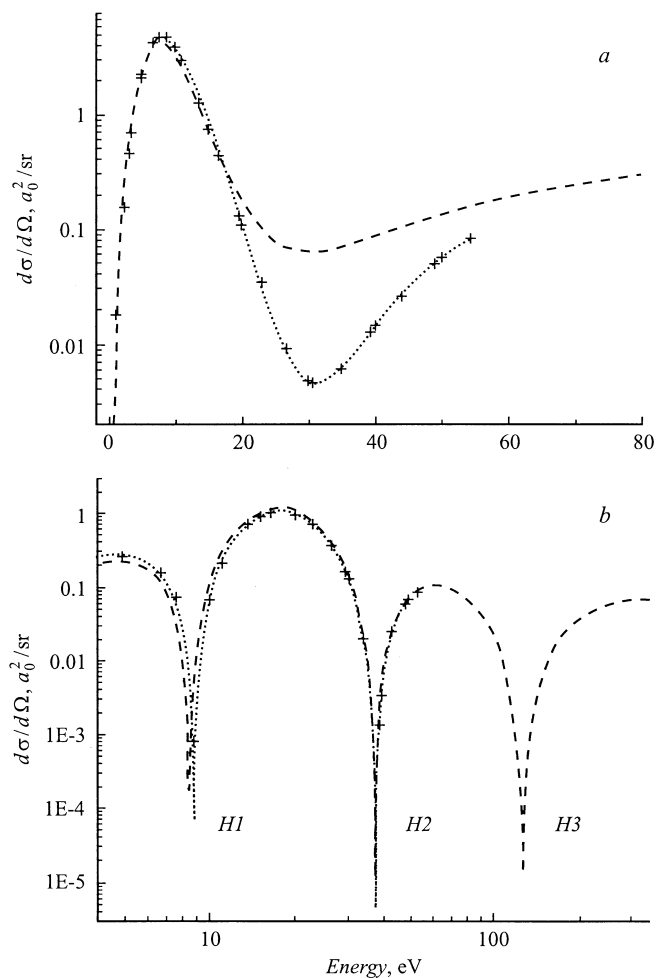 a
dσ/dΩ, a₀²/sr
1
0.1
0.01
0
20
40
60
80
b
dσ/dΩ, a₀²/sr
1
0.1
0.01
1E-3
1E-4
1E-5
H1
H2
H3
10
100
Energy, eV